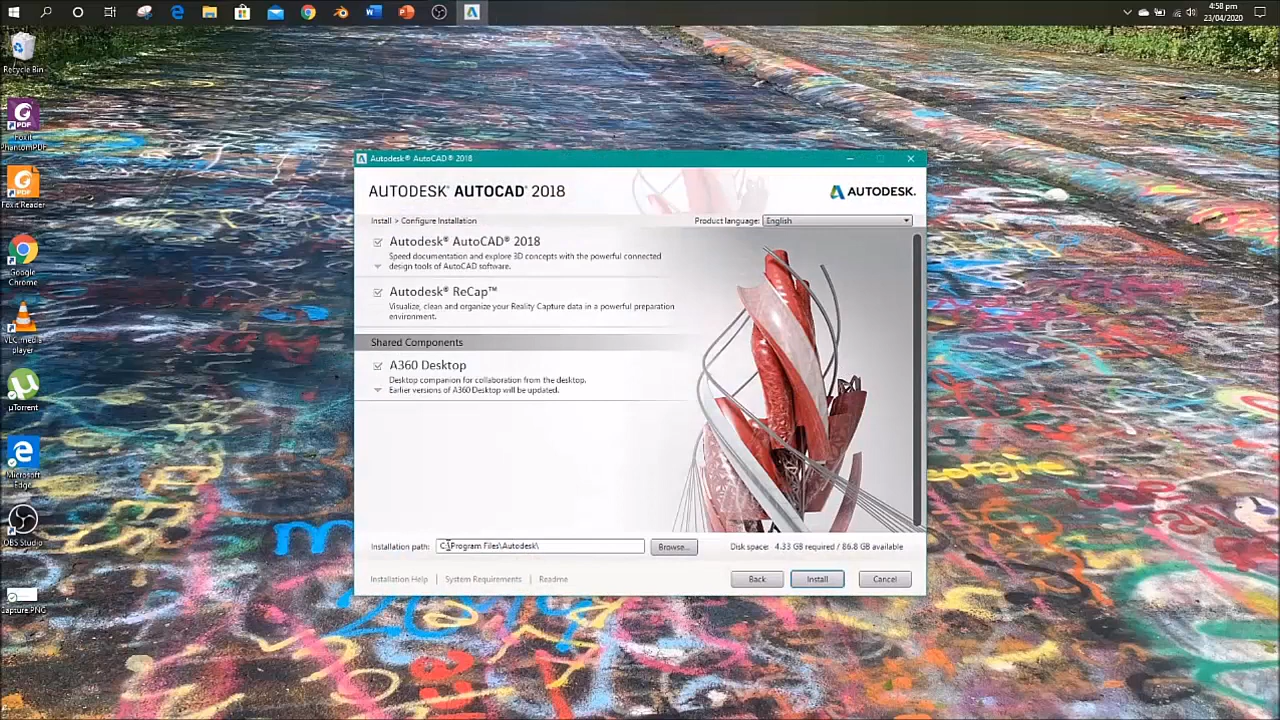 4:58 pm
23/04/2020
Recycle Bin
Foxit
PhantomPDF
Foxit Reader
Google
Chrome
VLC media
player
µTorrent
Microsoft
Edge
OBS Studio
Capture.PNG
Autodesk® AutoCAD® 2018
AUTODESK® AUTOCAD® 2018
AUTODESK.
Install > Configure Installation
Product language: English
Autodesk® AutoCAD® 2018
Speed documentation and explore 3D concepts with the powerful connected
design tools of AutoCAD software.
Autodesk® ReCap™
Visualize, clean and organize your Reality Capture data in a powerful preparation
environment.
Shared Components
A360 Desktop
Desktop companion for collaboration from the desktop.
Earlier versions of A360 Desktop will be updated.
Installation path: C:\Program Files\Autodesk\ Browse... Disk space: 4.33 GB required / 86.8 GB available
Installation Help | System Requirements | Readme Back Install Cancel